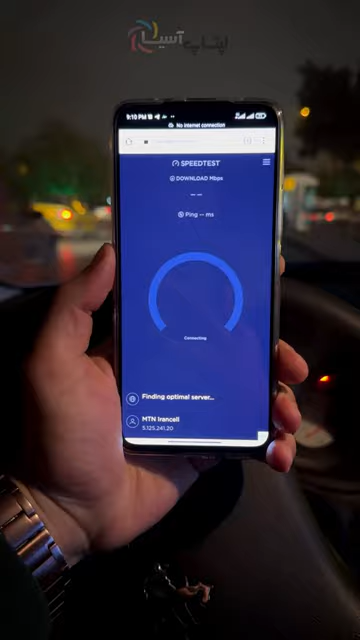 لپتاپ آسیا
9:10 PM
No internet connection
SPEEDTEST
DOWNLOAD Mbps
Ping — ms
Connecting
Finding optimal server...
MTN Irancell
5.125.241.20